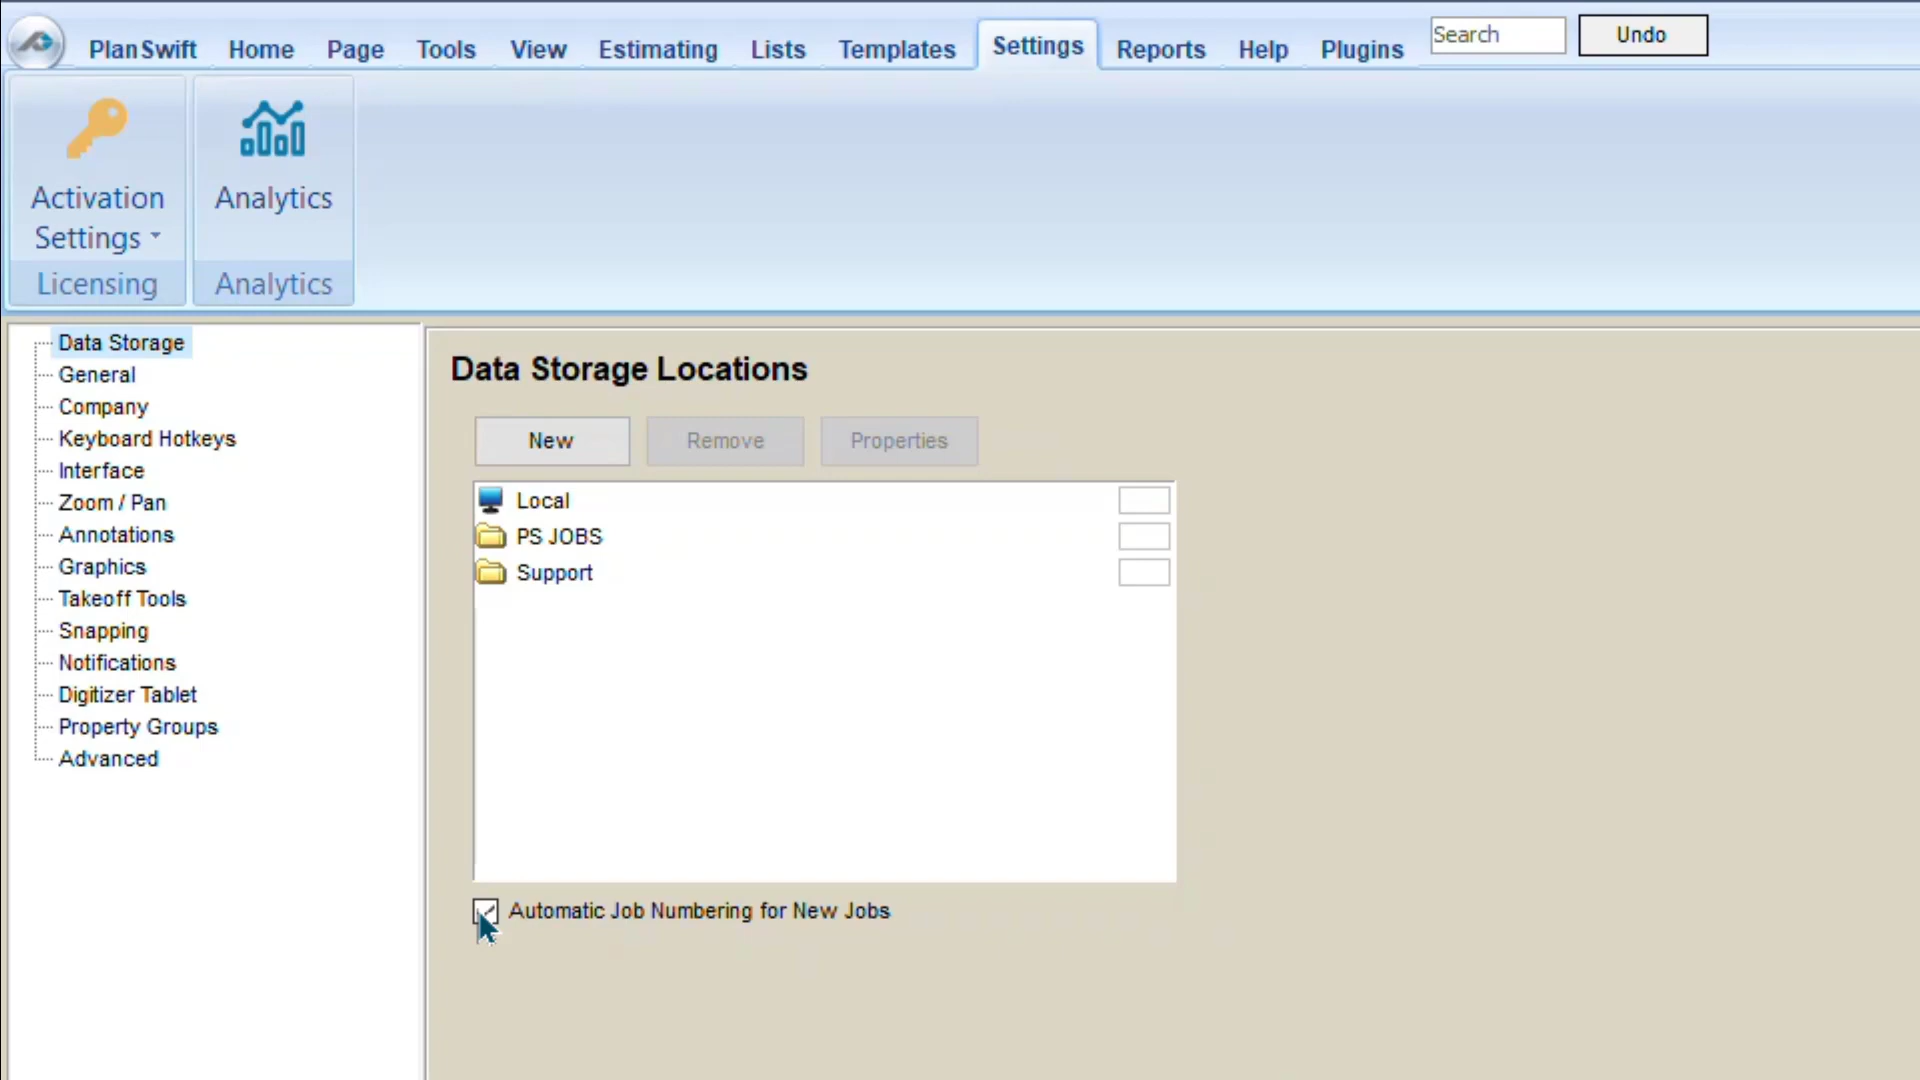 PlanSwift Home Page Tools View Estimating Lists Templates Settings Reports Help Plugins Search Undo
Activation Settings
Analytics
Licensing
Analytics
Data Storage
General
Company
Keyboard Hotkeys
Interface
Zoom / Pan
Annotations
Graphics
Takeoff Tools
Snapping
Notifications
Digitizer Tablet
Property Groups
Advanced
Data Storage Locations
New Remove Properties
Local
PS JOBS
Support
Automatic Job Numbering for New Jobs